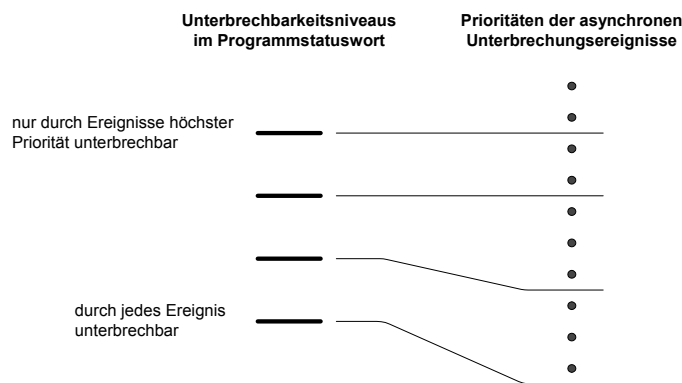 Unterbrechbarkeitsniveaus
im Programmstatuswort
Prioritäten der asynchronen
Unterbrechungsereignisse
nur durch Ereignisse höchster
Priorität unterbrechbar
durch jedes Ereignis
unterbrechbar